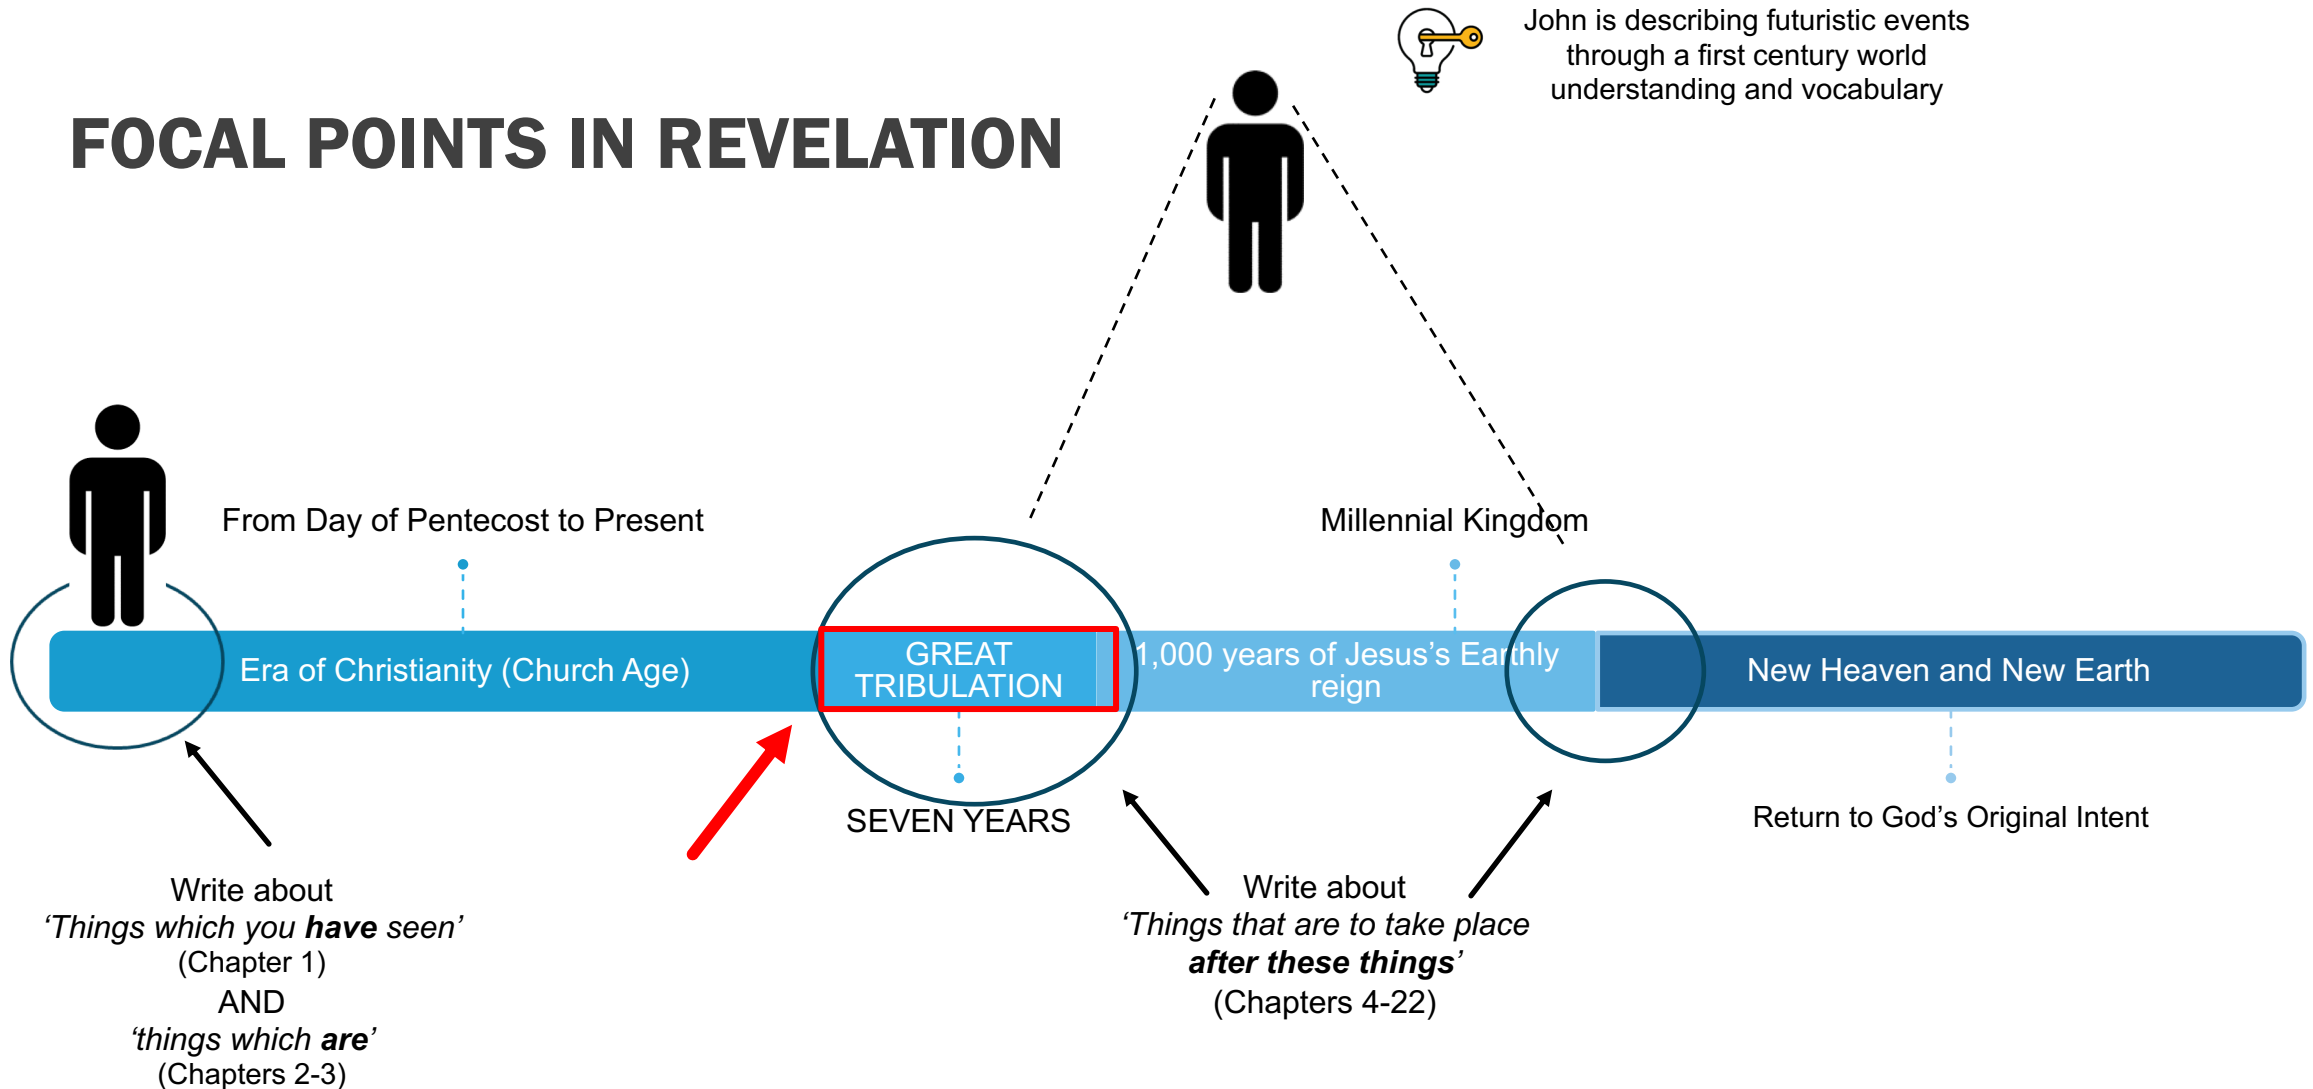 John is describing futuristic events
through a first century world
understanding and vocabulary
FOCAL POINTS IN REVELATION
From Day of Pentecost to Present
Millennial Kingdom
Era of Christianity (Church Age)
GREAT
TRIBULATION
1,000 years of Jesus’s Earthly
reign
New Heaven and New Earth
SEVEN YEARS
Return to God’s Original Intent
Write about
‘Things which you have seen’
(Chapter 1)
AND
‘things which are’
(Chapters 2-3)
Write about
‘Things that are to take place
after these things’
(Chapters 4-22)